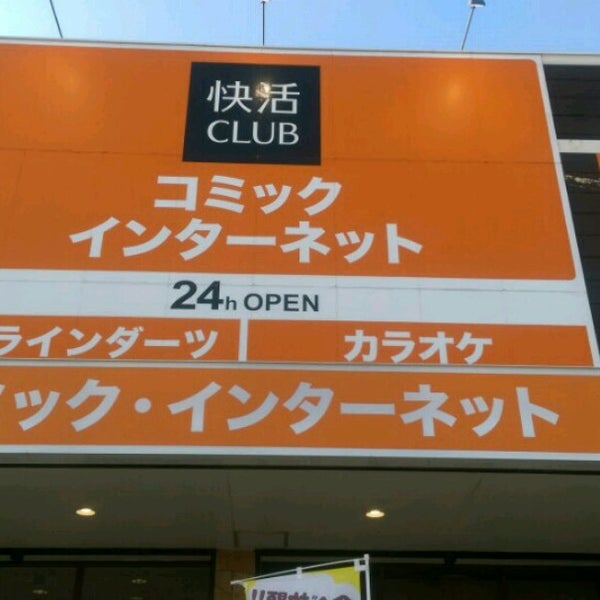 快活
CLUB
コミック
インターネット
24h OPEN
ラインダーツ
カラオケ
ミック・インターネット